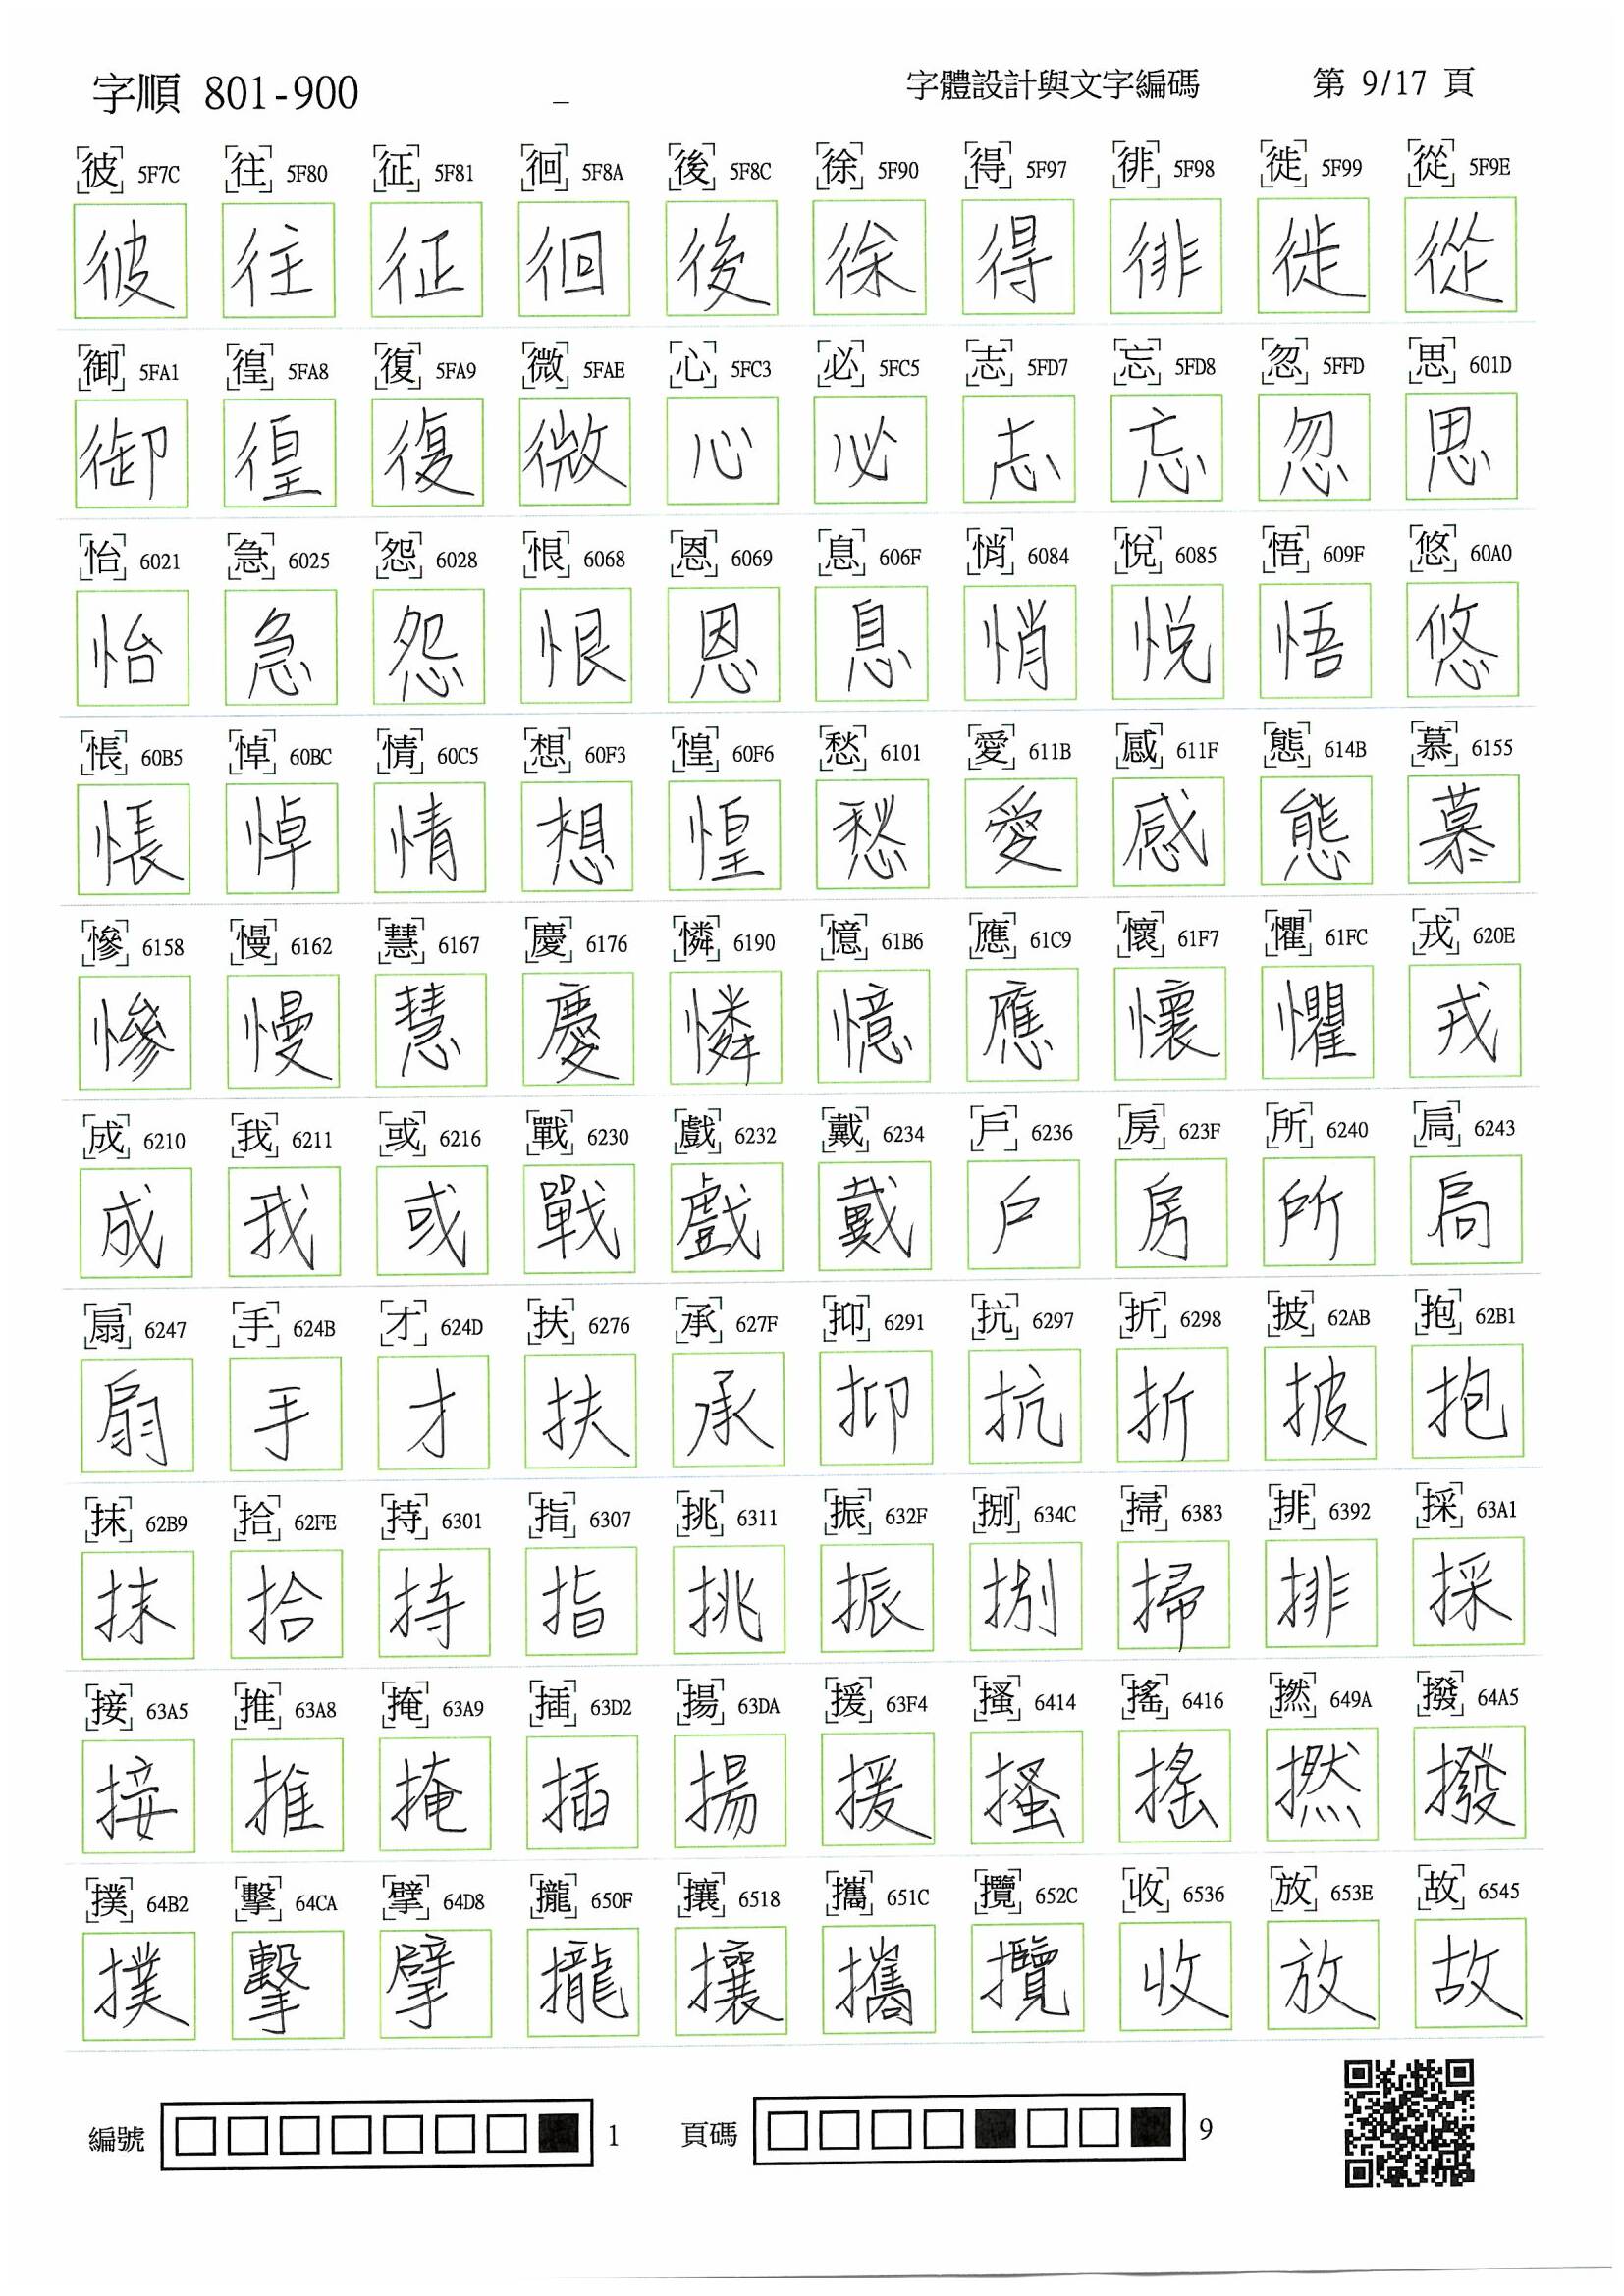 字順 801-900 — 字體設計與文字編碼 第 9/17 頁
彼 5F7C 往 5F80 征 5F81 徊 5F8A 後 5F8C 徐 5F90 得 5F97 徘 5F98 徙 5F99 從 5F9E
彼 往 征 徊 後 徐 得 徘 徙 從
御 5FA1 徨 5FA8 復 5FA9 微 5FAE 心 5FC3 必 5FC5 志 5FD7 忘 5FD8 忽 5FFD 思 601D
御 徨 復 微 心 必 志 忘 忽 思
怡 6021 急 6025 怨 6028 恨 6068 恩 6069 息 606F 悄 6084 悅 6085 悟 609F 悠 60A0
怡 急 怨 恨 恩 息 悄 悅 悟 悠
悵 60B5 悼 60BC 情 60C5 想 60F3 惶 60F6 愁 6101 愛 611B 感 611F 態 614B 慕 6155
悵 悼 情 想 惶 愁 愛 感 態 慕
慘 6158 慢 6162 慧 6167 慶 6176 憐 6190 憶 61B6 應 61C9 懷 61F7 懼 61FC 戎 620E
慘 慢 慧 慶 憐 憶 應 懷 懼 戎
成 6210 我 6211 或 6216 戰 6230 戲 6232 戴 6234 戶 6236 房 623F 所 6240 扃 6243
成 我 或 戰 戲 戴 戶 房 所 扃
扇 6247 手 624B 才 624D 扶 6276 承 627F 抑 6291 抗 6297 折 6298 披 62AB 抱 62B1
扇 手 才 扶 承 抑 抗 折 披 抱
抹 62B9 拾 62FE 持 6301 指 6307 挑 6311 振 632F 捌 634C 掃 6383 排 6392 採 63A1
抹 拾 持 指 挑 振 捌 掃 排 採
接 63A5 推 63A8 掩 63A9 插 63D2 揚 63DA 援 63F4 搔 6414 搖 6416 撚 649A 撥 64A5
接 推 掩 插 揚 援 搔 搖 撚 撥
撲 64B2 擊 64CA 擘 64D8 攏 650F 攘 6518 攜 651C 攬 652C 收 6536 放 653E 故 6545
撲 擊 擘 攏 攘 攜 攬 收 放 故
編號 1 頁碼 9